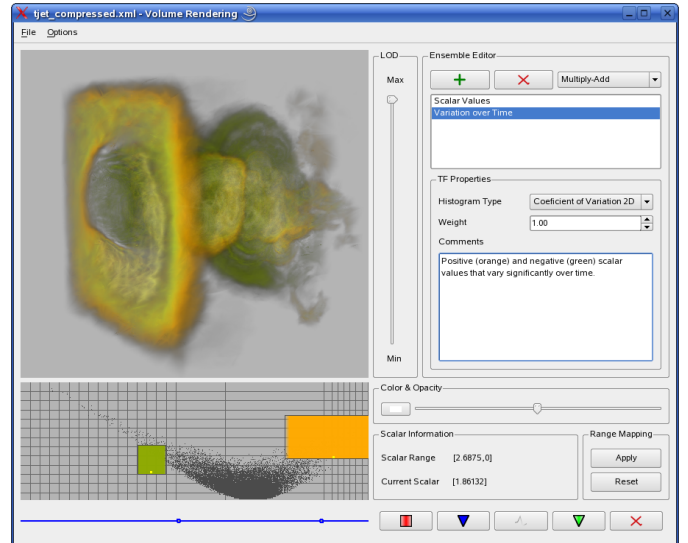 tjet_compressed.xml - Volume Rendering
File Options
LOD
Max
Min
Ensemble Editor
Multiply-Add
Scalar Values
Variation over Time
TF Properties
Histogram Type
Coeficient of Variation 2D
Weight
1.00
Comments
Positive (orange) and negative (green) scalar
values that vary significantly over time.
Color & Opacity
Scalar Information
Scalar Range [2.6875,0]
Current Scalar [1.86132]
Range Mapping
Apply
Reset